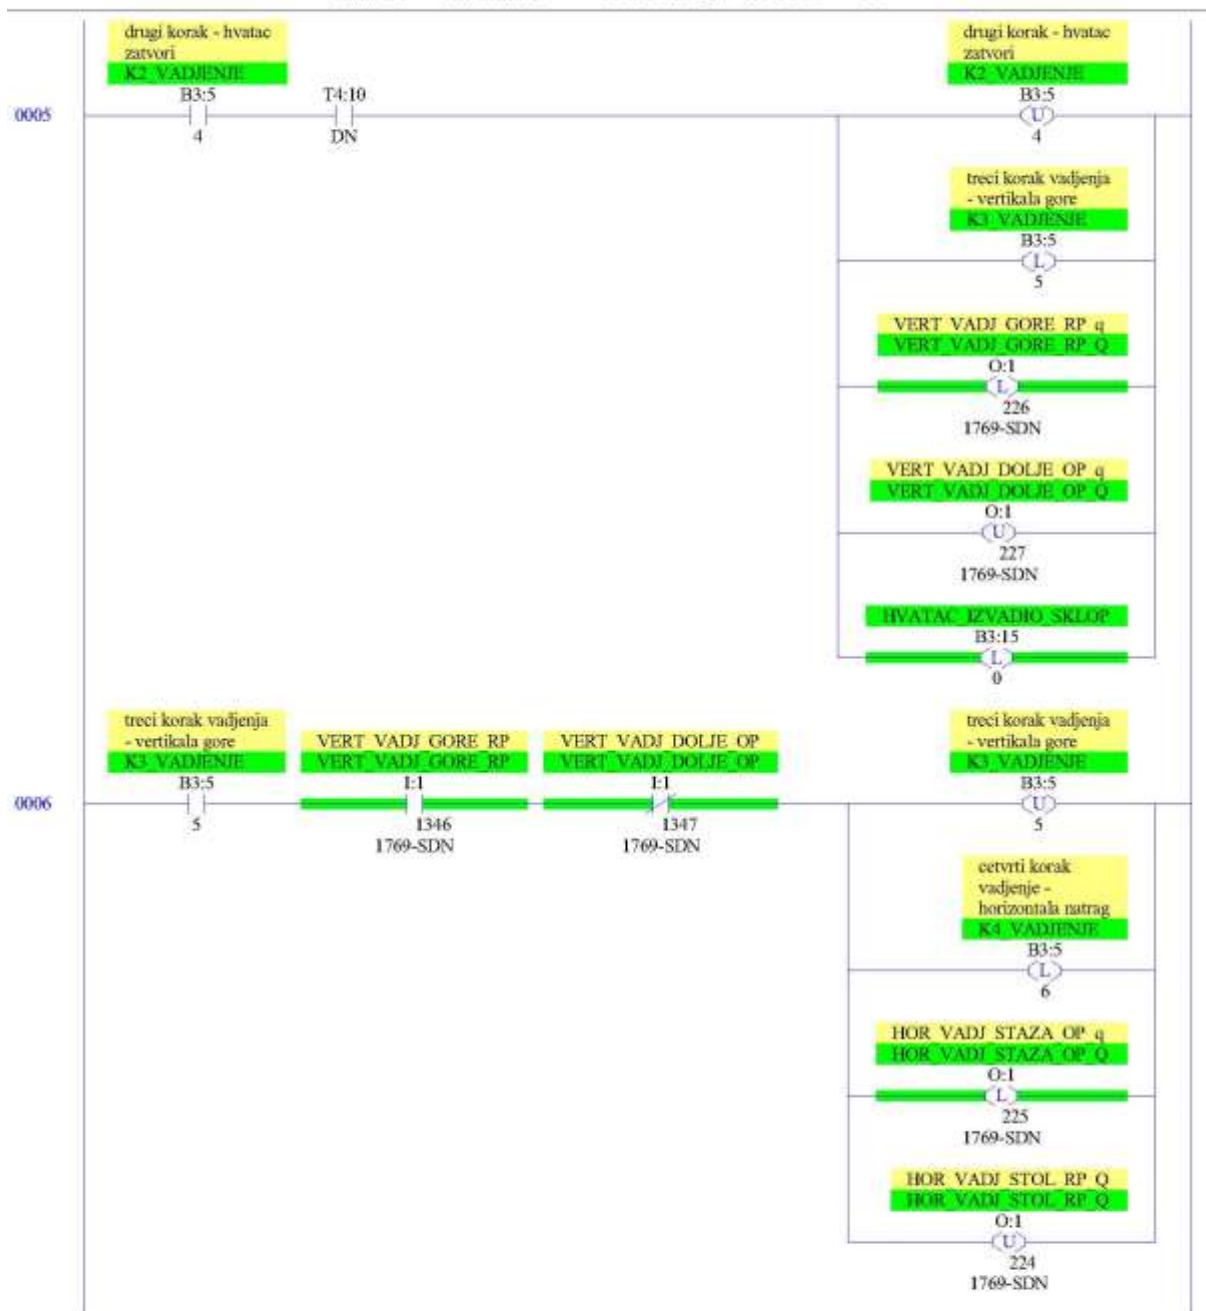 drugi korak - hvatac
zatvori
K2_VADJENJE
B3:5
4
T4:10
DN
0005
drugi korak - hvatac
zatvori
K2_VADJENJE
B3:5
U
4
treci korak vadjenja
- vertikala gore
K3_VADJENJE
B3:5
L
5
VERT_VADJ_GORE_RP_q
VERT_VADJ_GORE_RP_Q
O:1
L
226
1769-SDN
VERT_VADJ_DOLJE_OP_q
VERT_VADJ_DOLJE_OP_Q
O:1
U
227
1769-SDN
HVATAC_IZVADIO_SKLOP
B3:15
L
0
treci korak vadjenja
- vertikala gore
K3_VADJENJE
B3:5
5
VERT_VADJ_GORE_RP
VERT_VADJ_GORE_RP
I:1
1346
1769-SDN
VERT_VADJ_DOLJE_OP
VERT_VADJ_DOLJE_OP
I:1
1347
1769-SDN
0006
treci korak vadjenja
- vertikala gore
K3_VADJENJE
B3:5
U
5
cetvrti korak
vadjenje -
horizontala natrag
K4_VADJENJE
B3:5
L
6
HOR_VADJ_STAZA_OP_q
HOR_VADJ_STAZA_OP_Q
O:1
L
225
1769-SDN
HOR_VADJ_STOL_RP_Q
HOR_VADJ_STOL_RP_Q
O:1
U
224
1769-SDN